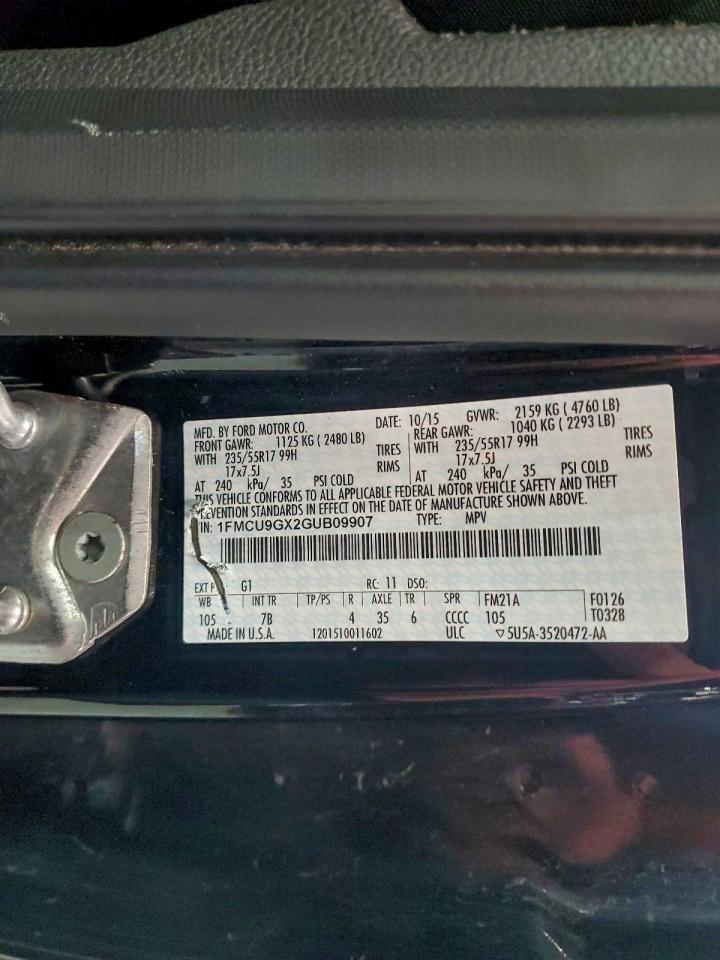 MFD. BY FORD MOTOR CO. DATE: 10/15 GVWR: 2159 KG ( 4760 LB)
FRONT GAWR: 1125 KG ( 2480 LB) REAR GAWR: 1040 KG ( 2293 LB)
WITH 235/55R17 99H TIRES WITH 235/55R17 99H TIRES
17x7.5J RIMS 17x7.5J RIMS
AT 240 kPa/ 35 PSI COLD AT 240 kPa/ 35 PSI COLD
THIS VEHICLE CONFORMS TO ALL APPLICABLE FEDERAL MOTOR VEHICLE SAFETY AND THEFT
PREVENTION STANDARDS IN EFFECT ON THE DATE OF MANUFACTURE SHOWN ABOVE.
IN: 1FMCU9GX2GUB09907 TYPE: MPV
EXT P G1 RC: 11 DSO:
WB INT TR TP/PS R AXLE TR SPR FM21A F0126
105 7B 4 35 6 CCCC 105 T0328
MADE IN U.S.A. 1201510011602 ULC ▽5U5A-3520472-AA